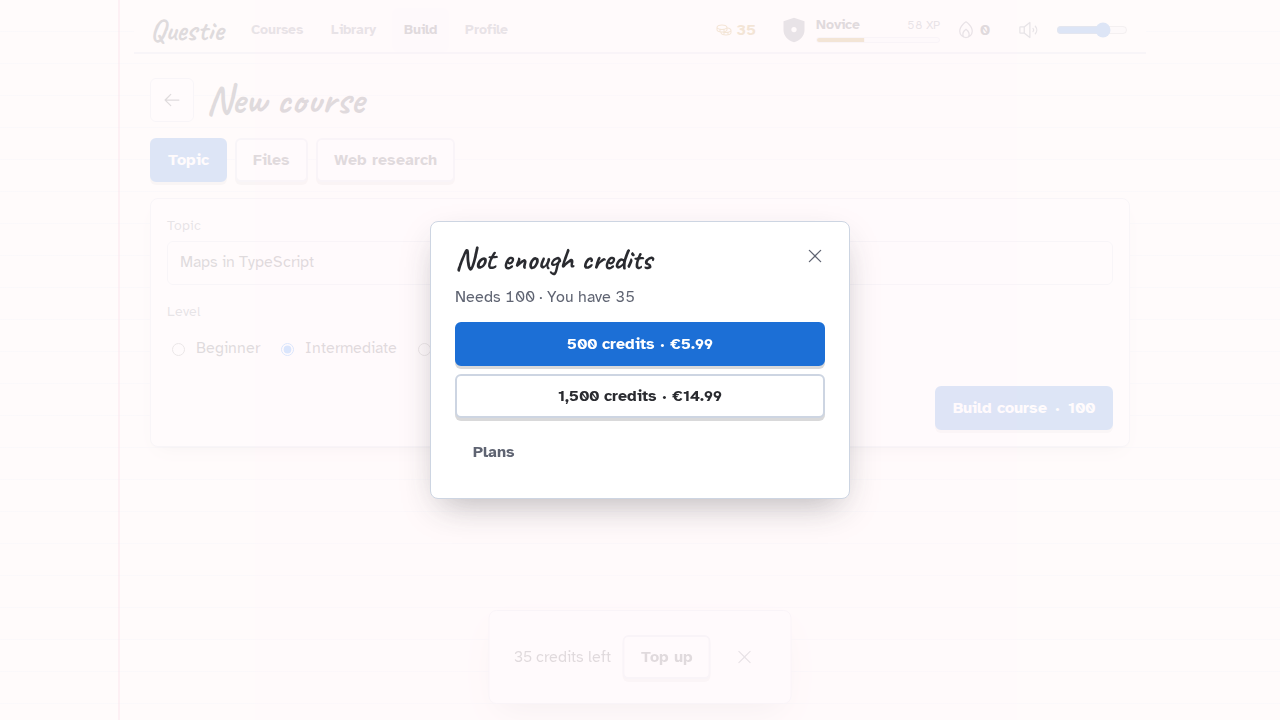 Questie Courses Library Build Profile 35 Novice 58 XP 0
New course
Topic Files Web research
Topic
Maps in TypeScript
Level
Beginner Intermediate
Build course · 100
Not enough credits
Needs 100 · You have 35
500 credits · €5.99
1,500 credits · €14.99
Plans
35 credits left Top up